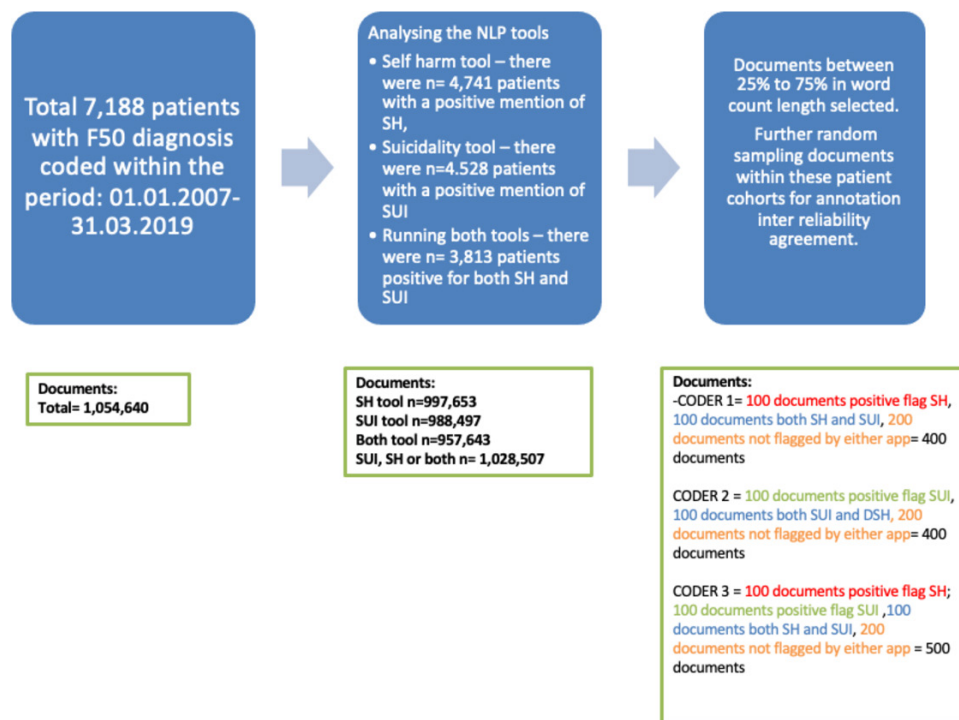 Total 7,188 patients
with F50 diagnosis
coded within the
period: 01.01.2007-
31.03.2019
Analysing the NLP tools
• Self harm tool – there
were n= 4,741 patients
with a positive mention of
SH,
• Suicidality tool – there
were n=4.528 patients
with a positive mention of
SUI
• Running both tools – there
were n= 3,813 patients
positive for both SH and
SUI
Documents between
25% to 75% in word
count length selected.
Further random
sampling documents
within these patient
cohorts for annotation
inter reliability
agreement.
Documents:
Total= 1,054,640
Documents:
SH tool n=997,653
SUI tool n=988,497
Both tool n=957,643
SUI, SH or both n= 1,028,507
Documents:
-CODER 1= 100 documents positive flag SH,
100 documents both SH and SUI, 200
documents not flagged by either app= 400
documents
CODER 2 = 100 documents positive flag SUI,
100 documents both SUI and DSH, 200
documents not flagged by either app= 400
documents
CODER 3 = 100 documents positive flag SH;
100 documents positive flag SUI ,100
documents both SH and SUI, 200
documents not flagged by either app = 500
documents